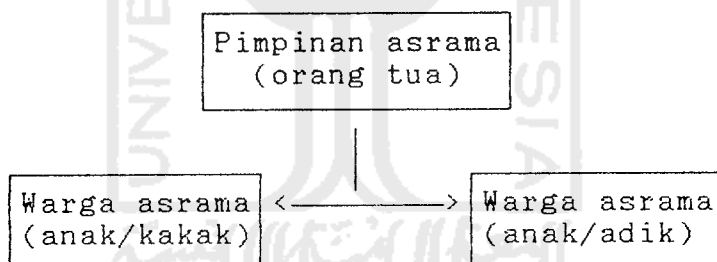 Pimpinan asrama
(orang tua)
Warga asrama
(anak/kakak)
Warga asrama
(anak/adik)